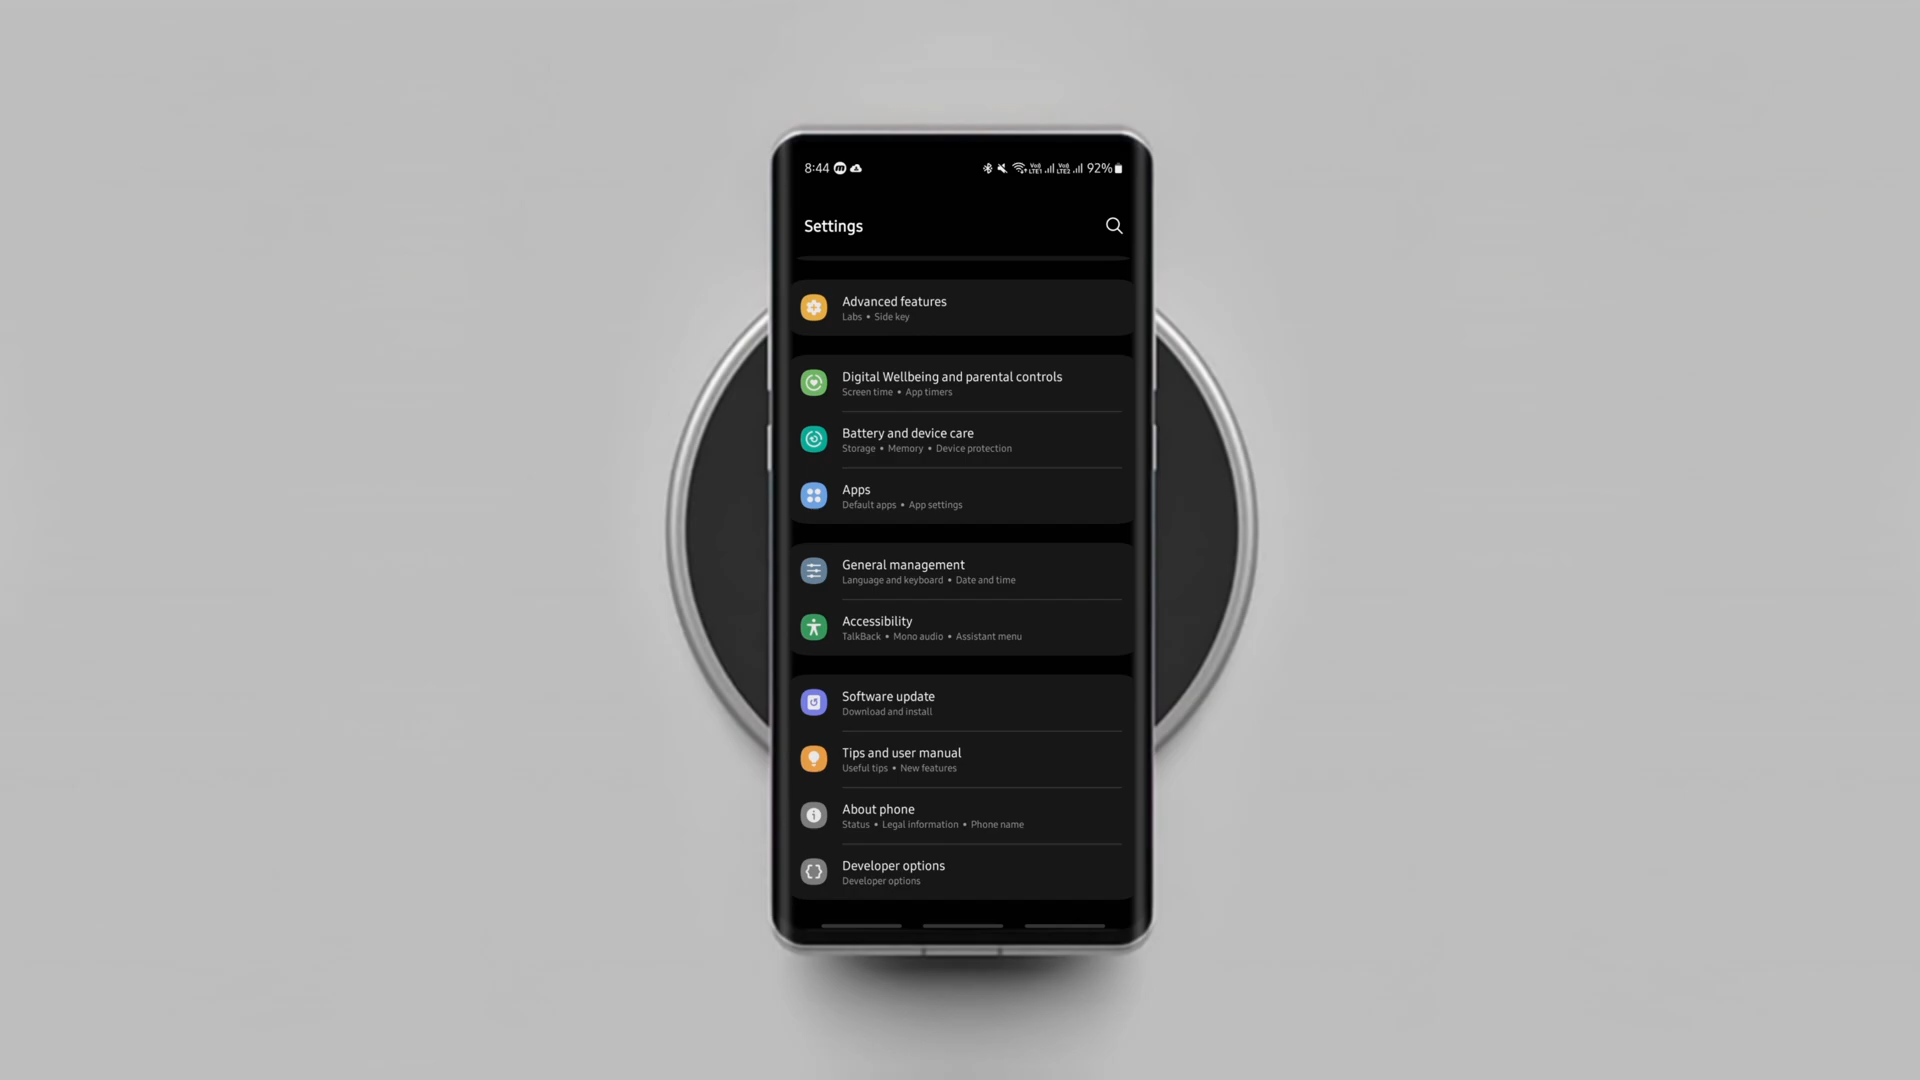 8:44 92%
Settings
Advanced features
Labs • Side key
Digital Wellbeing and parental controls
Screen time • App timers
Battery and device care
Storage • Memory • Device protection
Apps
Default apps • App settings
General management
Language and keyboard • Date and time
Accessibility
TalkBack • Mono audio • Assistant menu
Software update
Download and install
Tips and user manual
Useful tips • New features
About phone
Status • Legal information • Phone name
Developer options
Developer options